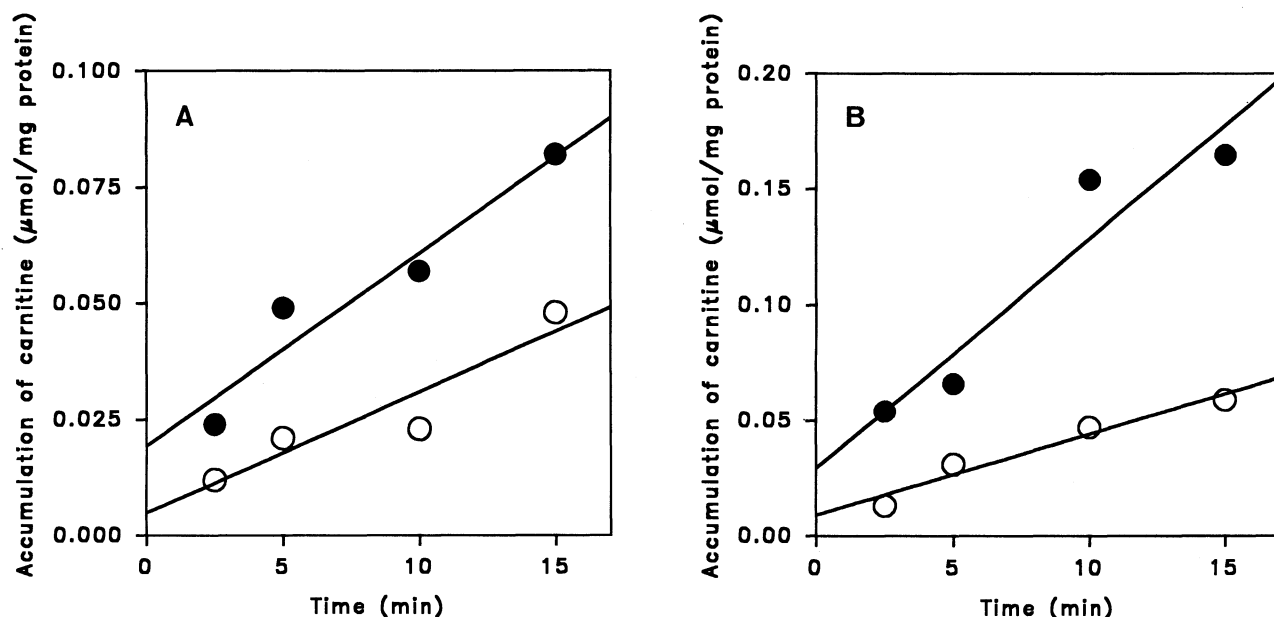 Accumulation of carnitine (μmol/mg protein)
0.100
0.075
0.050
0.025
0.000
A
0 5 10 15
Time (min)
Accumulation of carnitine (μmol/mg protein)
0.20
0.15
0.10
0.05
0.00
B
0 5 10 15
Time (min)